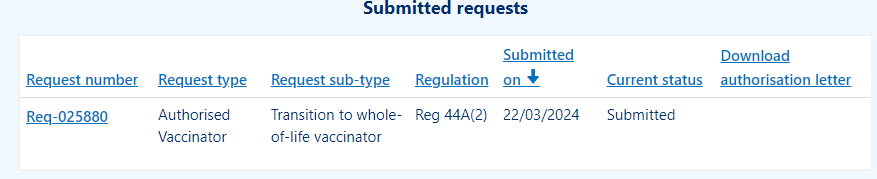 Submitted requests
Request number Request type Request sub-type Regulation Submitted on Current status Download authorisation letter
Req-025880 Authorised Vaccinator Transition to whole-of-life vaccinator Reg 44A(2) 22/03/2024 Submitted